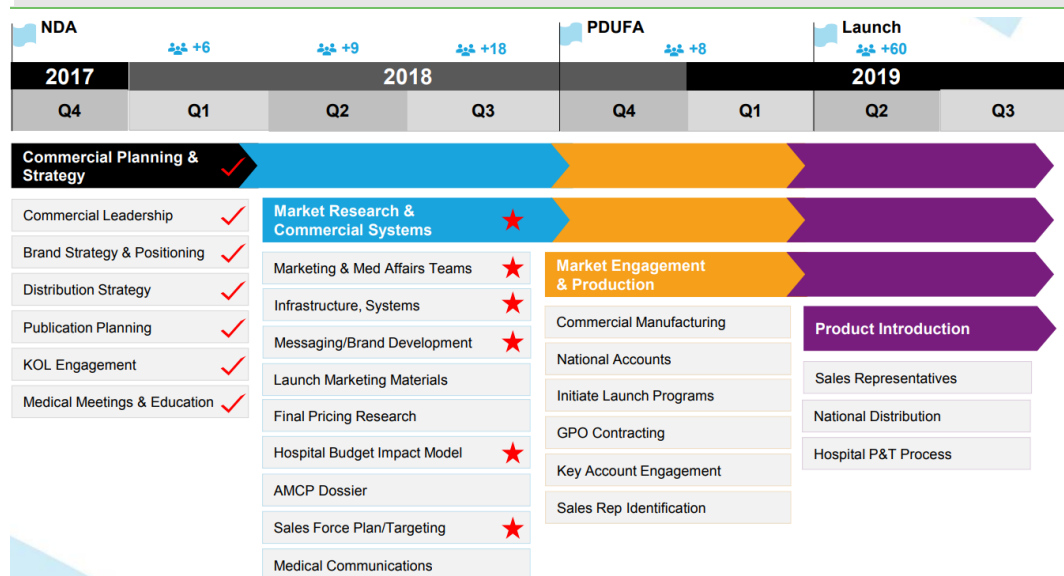 NDA
PDUFA
Launch
+6
+9
+18
+8
+60
2017
2018
2019
Q4
Q1
Q2
Q3
Q4
Q1
Q2
Q3
Commercial Planning &
Strategy
Commercial Leadership
Brand Strategy & Positioning
Distribution Strategy
Publication Planning
KOL Engagement
Medical Meetings & Education
Market Research &
Commercial Systems
Marketing & Med Affairs Teams
Infrastructure, Systems
Messaging/Brand Development
Launch Marketing Materials
Final Pricing Research
Hospital Budget Impact Model
AMCP Dossier
Sales Force Plan/Targeting
Medical Communications
Market Engagement
& Production
Commercial Manufacturing
National Accounts
Initiate Launch Programs
GPO Contracting
Key Account Engagement
Sales Rep Identification
Product Introduction
Sales Representatives
National Distribution
Hospital P&T Process